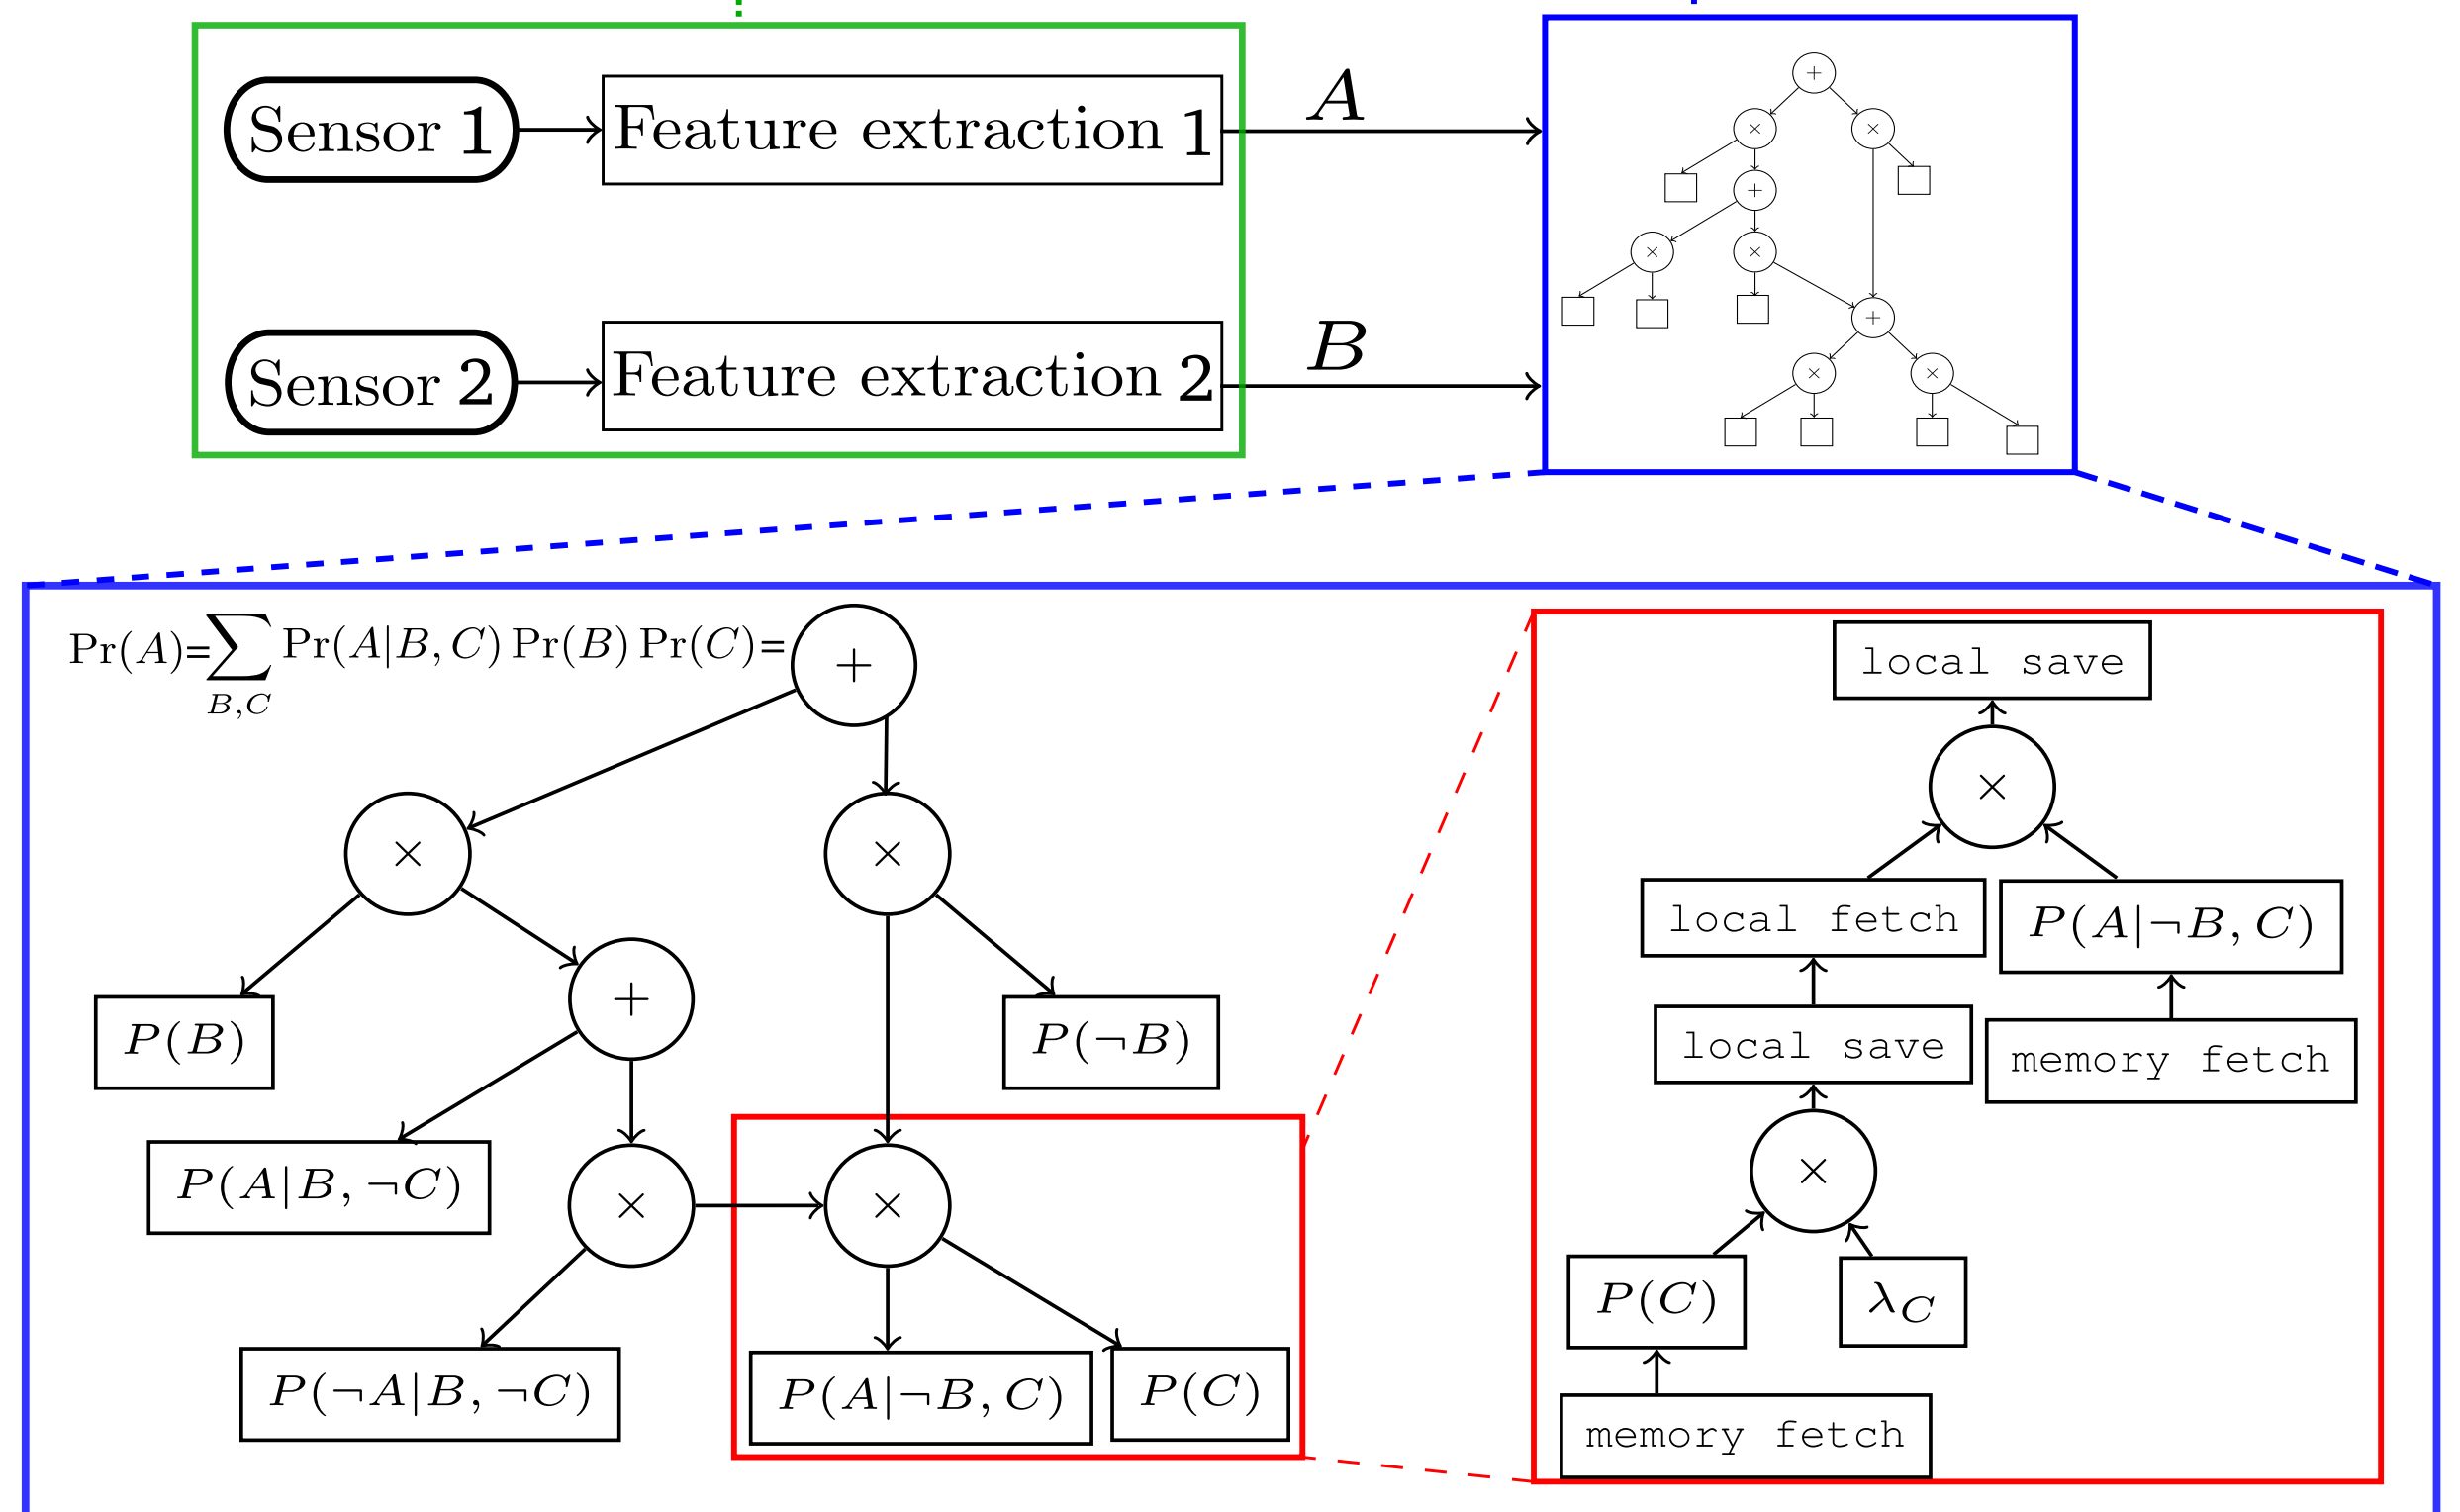 Sensor 1
Feature extraction 1
A
Sensor 2
Feature extraction 2
B
+
×
×
+
×
×
+
×
×
Pr(A)=∑ Pr(A|B, C) Pr(B) Pr(C)=
B,C
+
×
×
+
P(B)
P(¬B)
P(A|B, ¬C)
×
×
P(¬A|B, ¬C)
P(A|¬B, C)
P(C)
local save
×
local fetch
P(A|¬B, C)
local save
memory fetch
×
P(C)
λC
memory fetch